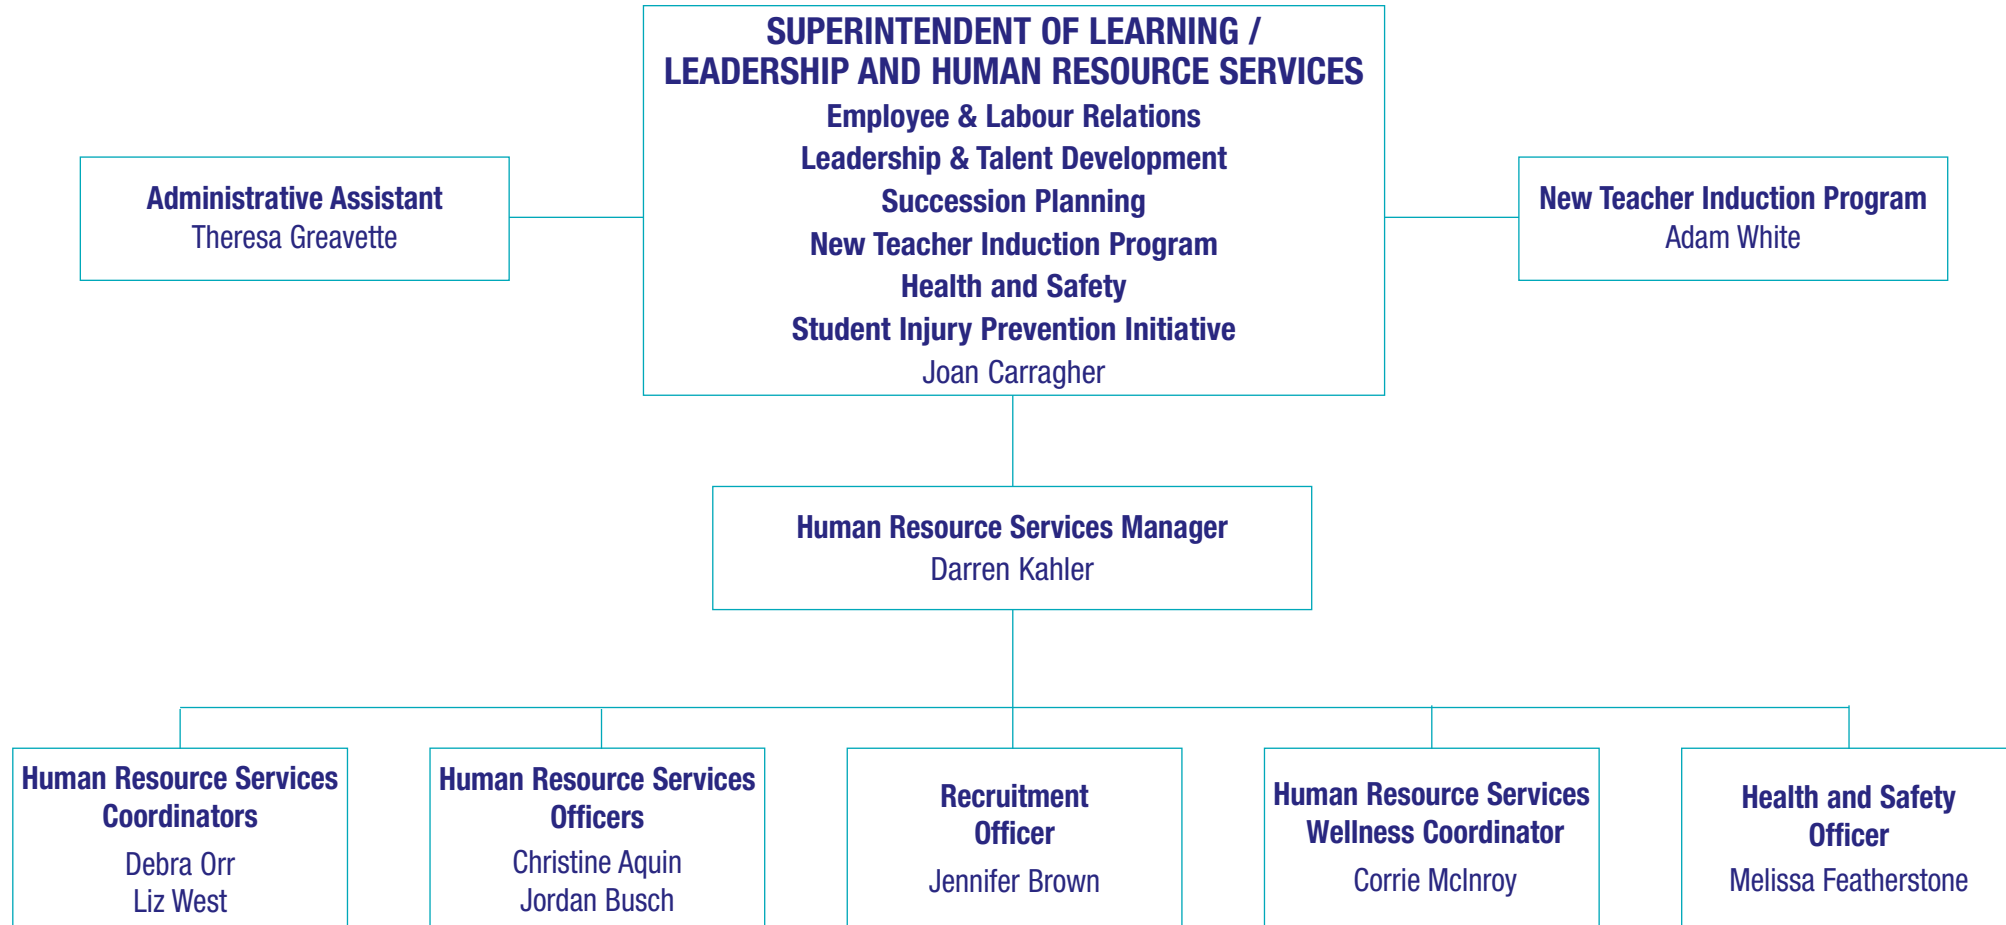 SUPERINTENDENT OF LEARNING /
LEADERSHIP AND HUMAN RESOURCE SERVICES
Employee & Labour Relations
Leadership & Talent Development
Succession Planning
New Teacher Induction Program
Health and Safety
Student Injury Prevention Initiative
Joan Carragher
Administrative Assistant
Theresa Greavette
New Teacher Induction Program
Adam White
Human Resource Services Manager
Darren Kahler
Human Resource Services
Coordinators
Debra Orr
Liz West
Human Resource Services
Officers
Christine Aquin
Jordan Busch
Recruitment
Officer
Jennifer Brown
Human Resource Services
Wellness Coordinator
Corrie McInroy
Health and Safety
Officer
Melissa Featherstone